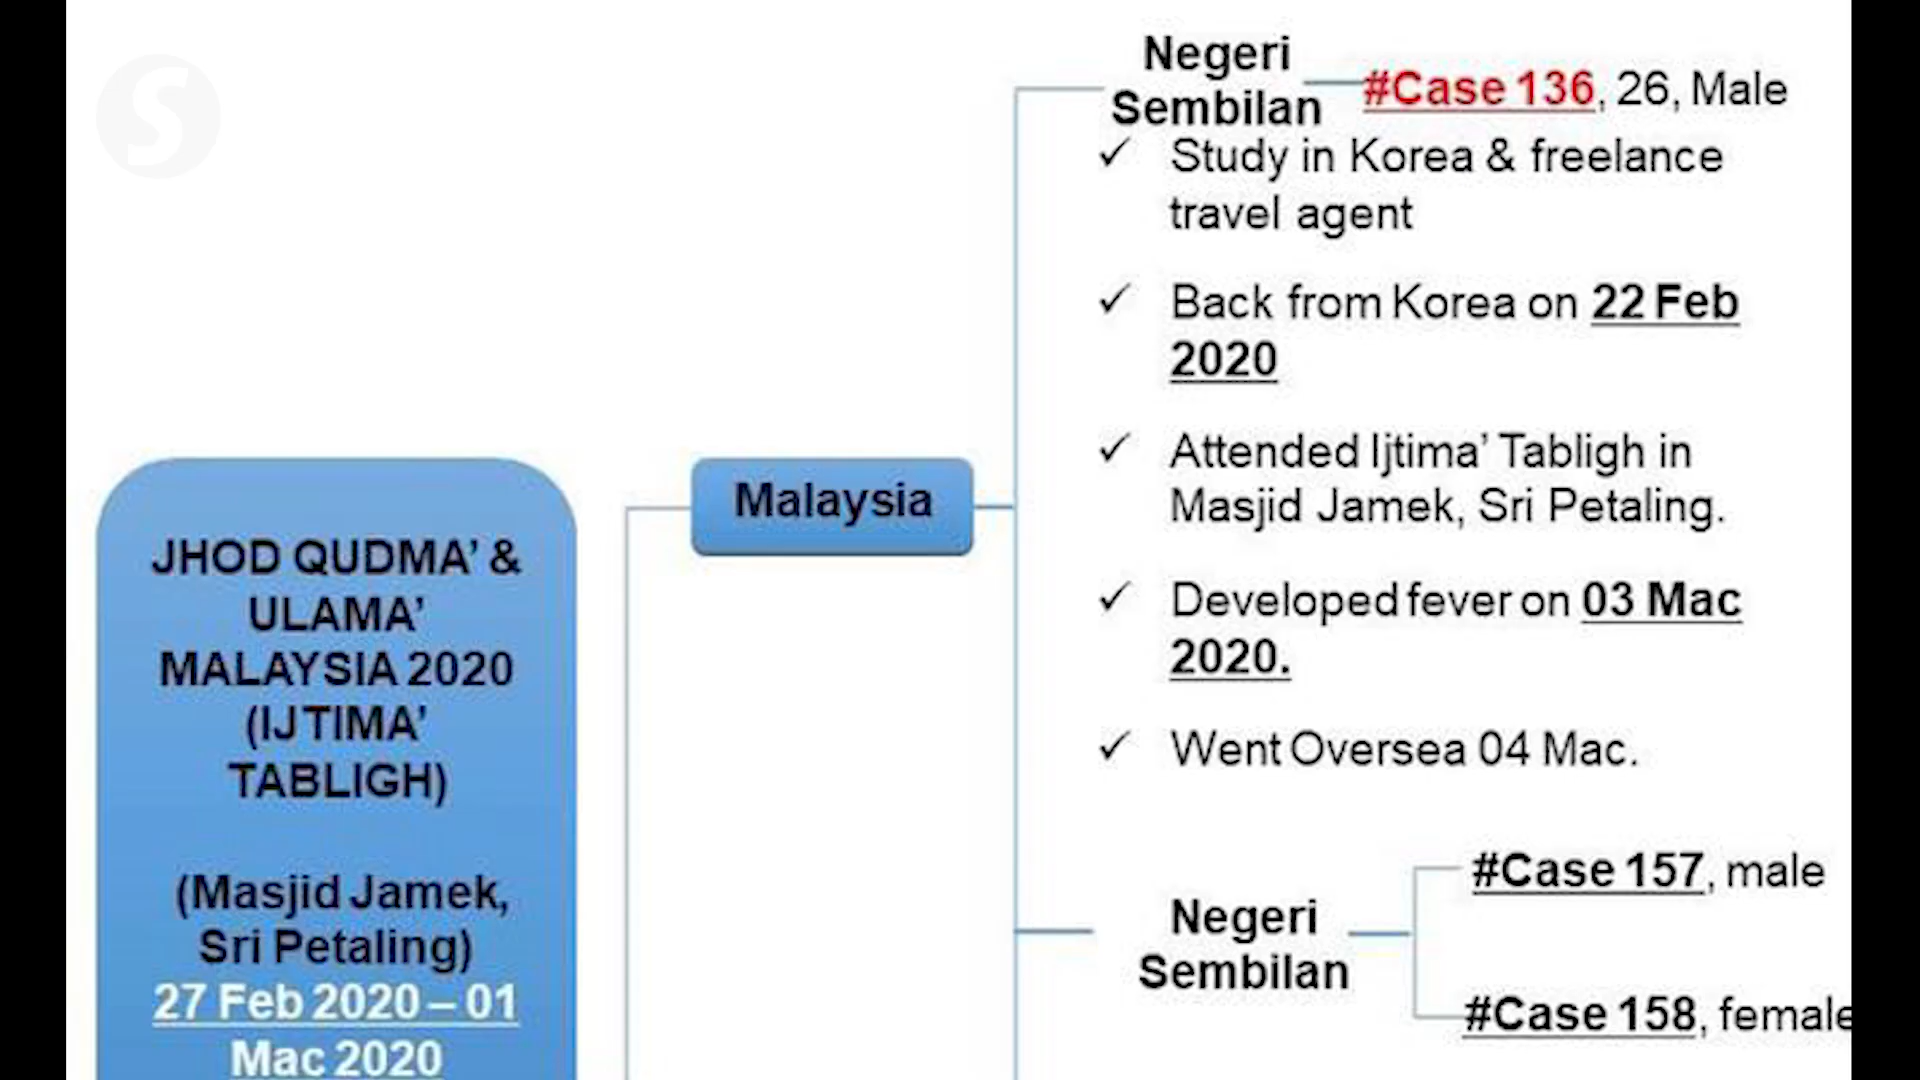 S
Negeri
Sembilan
#Case 136, 26, Male
✓ Study in Korea & freelance
travel agent
✓ Back from Korea on 22 Feb
2020
✓ Attended Ijtima’ Tabligh in
Masjid Jamek, Sri Petaling.
✓ Developed fever on 03 Mac
2020.
✓ Went Oversea 04 Mac.
Malaysia
JHOD QUDMA’ &
ULAMA’
MALAYSIA 2020
(IJTIMA’
TABLIGH)
(Masjid Jamek,
Sri Petaling)
27 Feb 2020 – 01
Mac 2020
Negeri
Sembilan
#Case 157, male
#Case 158, female